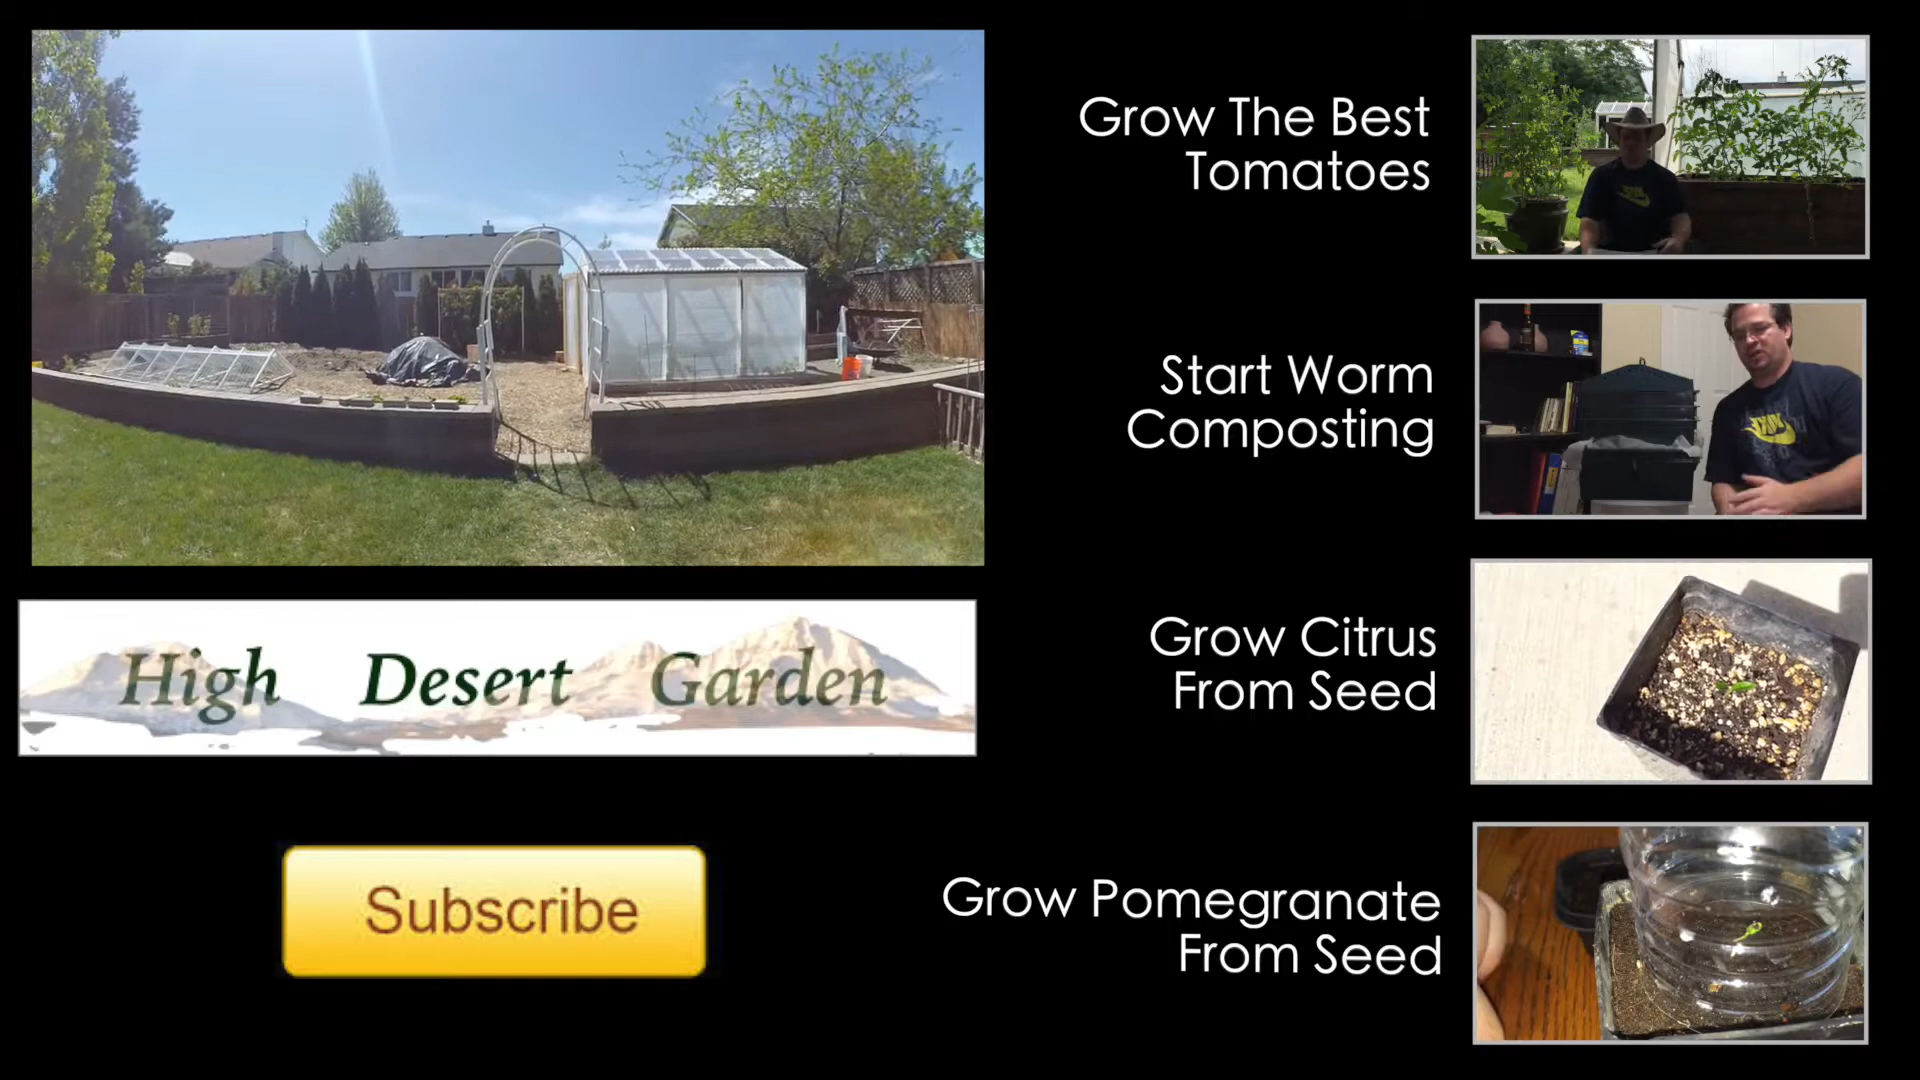 Grow The Best
Tomatoes
Start Worm
Composting
High Desert Garden
Grow Citrus
From Seed
Subscribe
Grow Pomegranate
From Seed